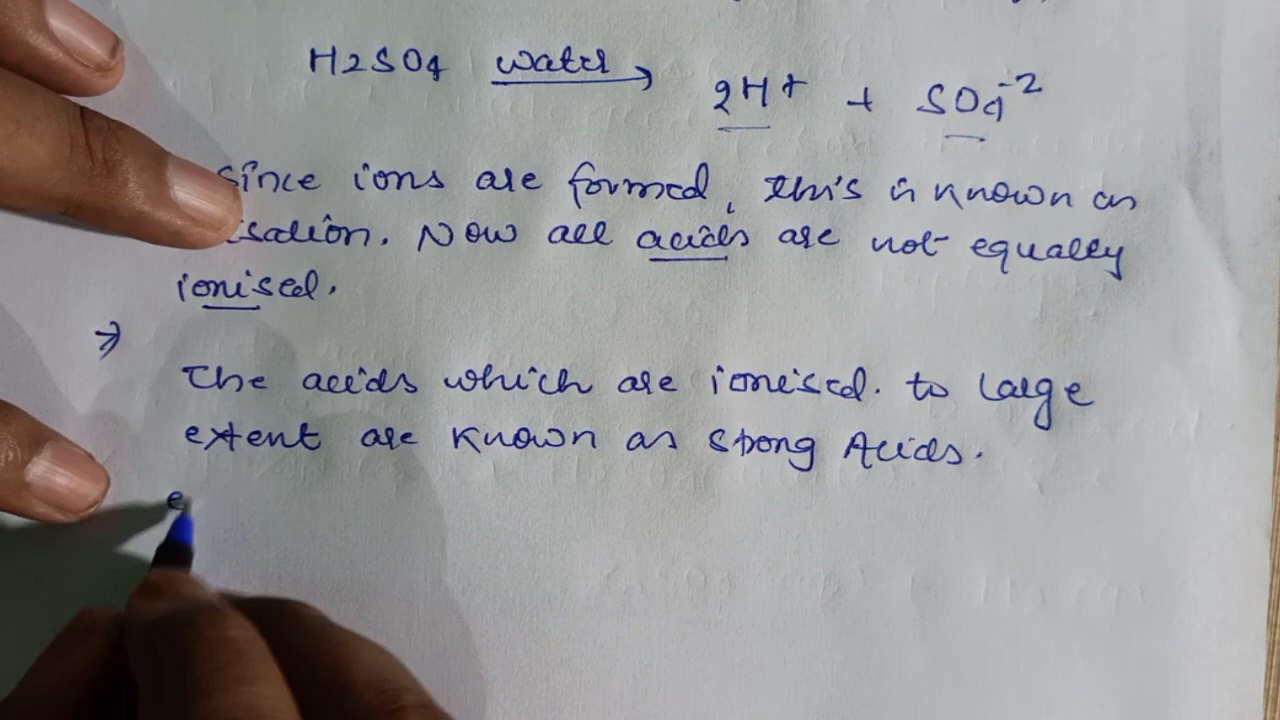 H2SO4 water → 2H+ + SO4-2
Since ions are formed, this is known as
isation. Now all acids are not equally
ionised.
⇒
The acids which are ionised. to large
extent are known as strong Acids.
e